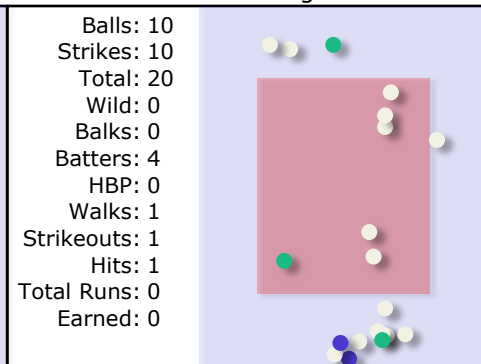 Balls: 10
Strikes: 10
Total: 20
Wild: 0
Balks: 0
Batters: 4
HBP: 0
Walks: 1
Strikeouts: 1
Hits: 1
Total Runs: 0
Earned: 0